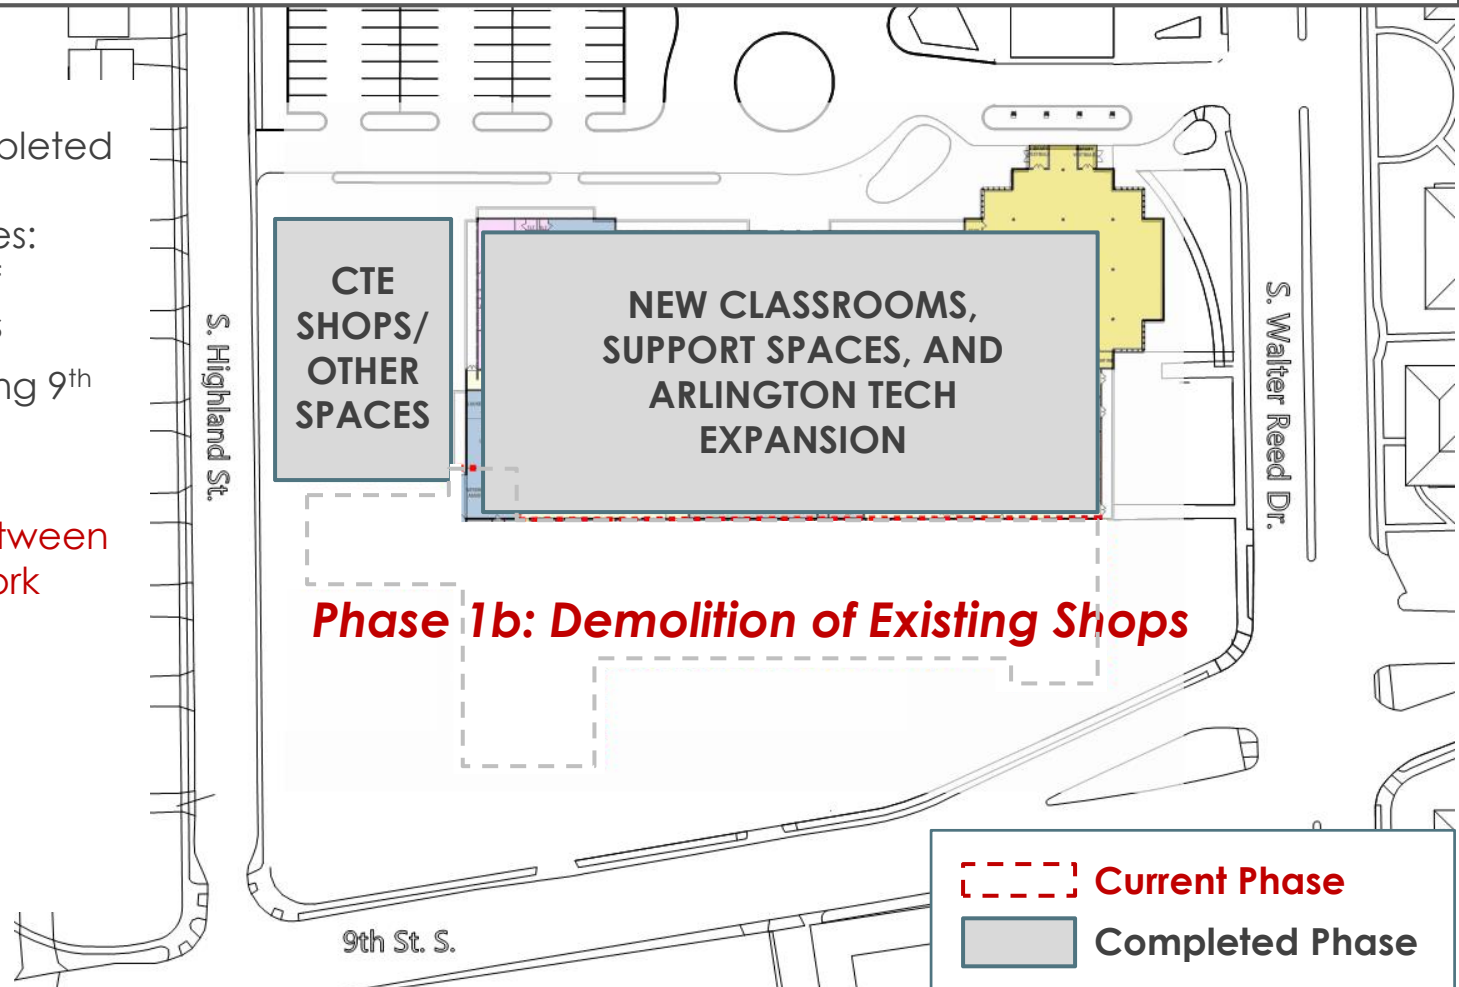 pleted
es:
s
ng 9th
tween
ork
S. Highland St.
CTE
SHOPS/
OTHER
SPACES
NEW CLASSROOMS,
SUPPORT SPACES, AND
ARLINGTON TECH
EXPANSION
S. Walter Reed Dr.
Phase 1b: Demolition of Existing Shops
9th St. S.
Current Phase
Completed Phase